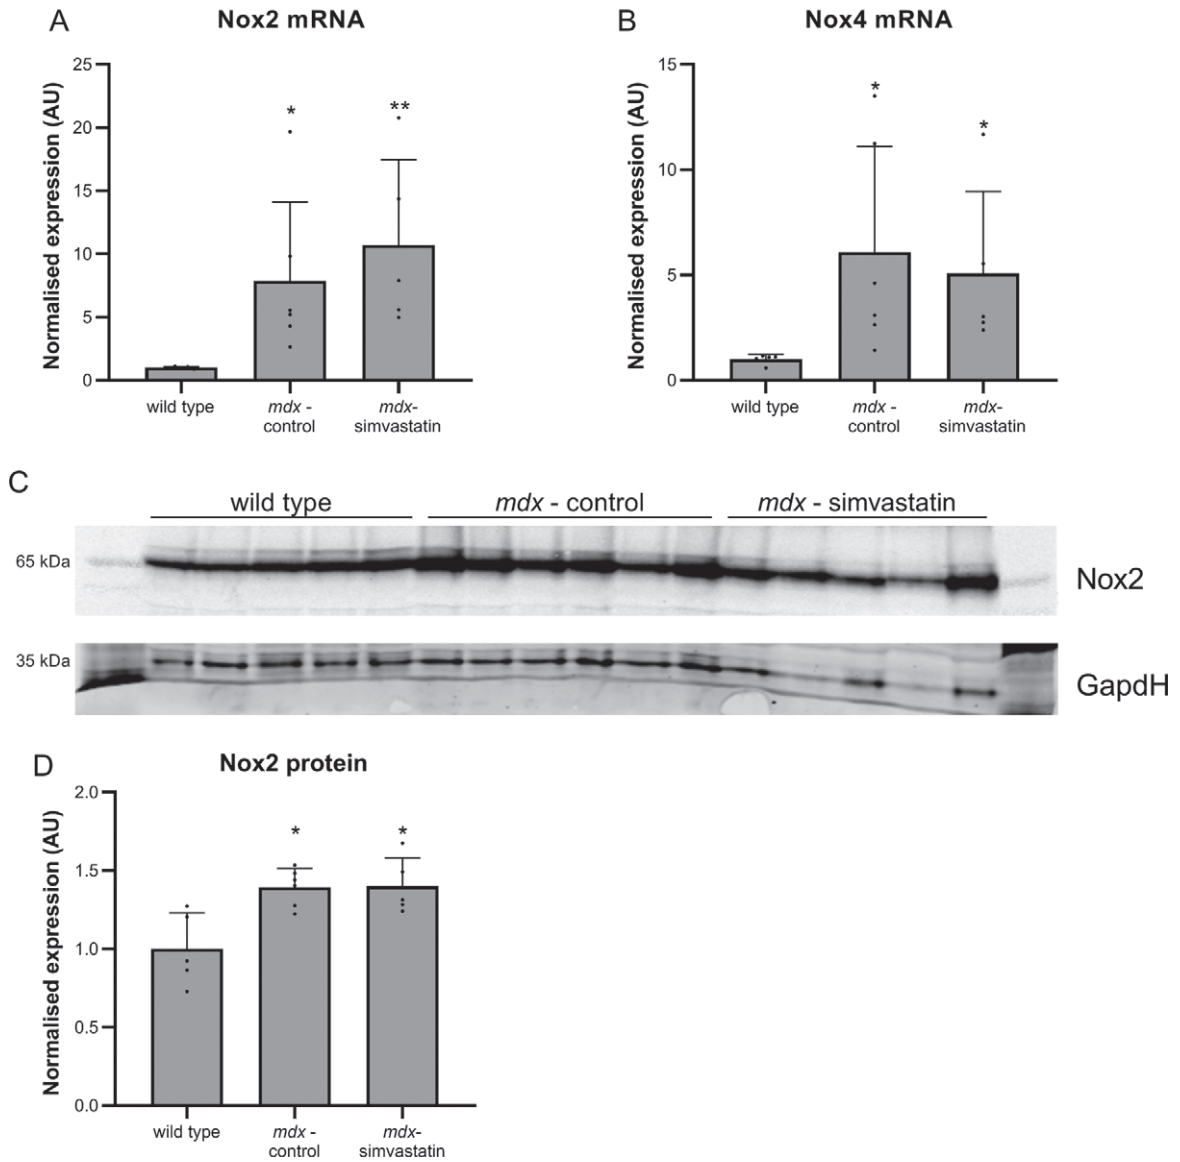 A
Nox2 mRNA
Normalised expression (AU)
25
20
15
10
5
0
*
**
wild type
mdx -
control
mdx-
simvastatin
B
Nox4 mRNA
Normalised expression (AU)
15
10
5
0
*
*
wild type
mdx -
control
mdx-
simvastatin
C
wild type
mdx - control
mdx - simvastatin
65 kDa
Nox2
35 kDa
GapdH
D
Nox2 protein
Normalised expression (AU)
2.0
1.5
1.0
0.5
0.0
*
*
wild type
mdx -
control
mdx-
simvastatin